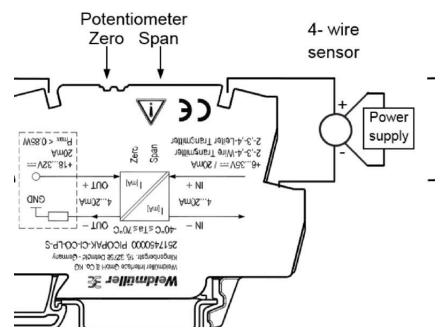 Potentiometer
Zero Span
4- wire
sensor
+
-
Power
supply
CE
Weidmüller
Weidmüller Interface GmbH & Co. KG
Klingenbergstr. 16, 32758 Detmold - Germany
2517450000 PICOPAK-CI-CO-LP-S
-40°C ≤ Ta ≤ 70°C
IN −
OUT −
4...20mA
4...20mA
GND
I [mA]
I [mA]
IN +
OUT +
+6...35V / 20mA
2-,3-,4-Wire Transmitter
2-,3-,4-Leiter Transmitter
+18...32V
20mA
Pmax < 0.85W
Zero
Span